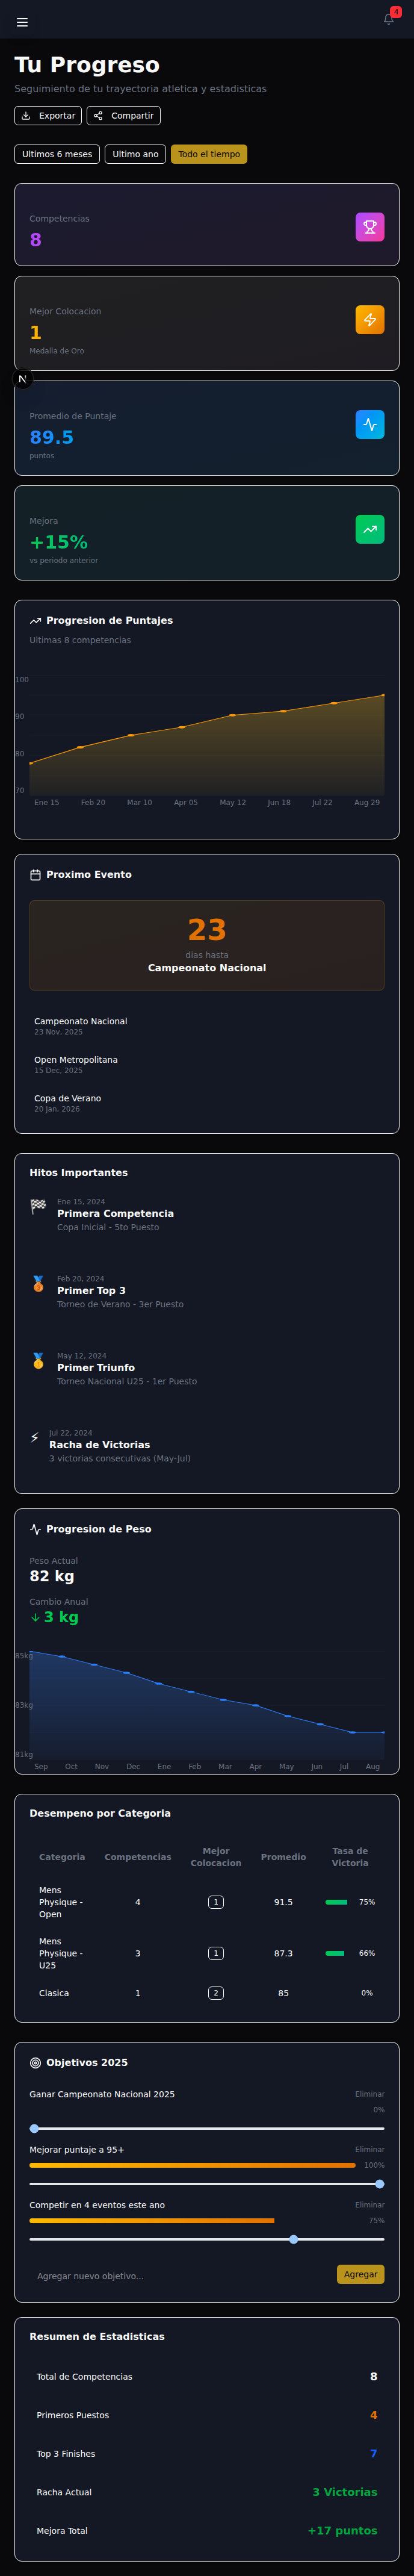 4
Tu Progreso
Seguimiento de tu trayectoria atletica y estadisticas
Exportar Compartir
Ultimos 6 meses Ultimo ano Todo el tiempo
Competencias
8
Mejor Colocacion
1
Medalla de Oro
N
Promedio de Puntaje
89.5
puntos
Mejora
+15%
vs periodo anterior
Progresion de Puntajes
Ultimas 8 competencias
100
90
80
70
Ene 15 Feb 20 Mar 10 Apr 05 May 12 Jun 18 Jul 22 Aug 29
Proximo Evento
23
dias hasta
Campeonato Nacional
Campeonato Nacional
23 Nov, 2025
Open Metropolitana
15 Dec, 2025
Copa de Verano
20 Jan, 2026
Hitos Importantes
Ene 15, 2024
Primera Competencia
Copa Inicial - 5to Puesto
Feb 20, 2024
Primer Top 3
Torneo de Verano - 3er Puesto
May 12, 2024
Primer Triunfo
Torneo Nacional U25 - 1er Puesto
Jul 22, 2024
Racha de Victorias
3 victorias consecutivas (May-Jul)
Progresion de Peso
Peso Actual
82 kg
Cambio Anual
↓ 3 kg
85kg
83kg
81kg
Sep Oct Nov Dec Ene Feb Mar Apr May Jun Jul Aug
Desempeno por Categoria
Categoria Competencias Mejor Colocacion Promedio Tasa de Victoria
Mens Physique - Open 4 1 91.5 75%
Mens Physique - U25 3 1 87.3 66%
Clasica 1 2 85 0%
Objetivos 2025
Ganar Campeonato Nacional 2025 Eliminar
0%
Mejorar puntaje a 95+ Eliminar
100%
Competir en 4 eventos este ano Eliminar
75%
Agregar nuevo objetivo... Agregar
Resumen de Estadisticas
Total de Competencias 8
Primeros Puestos 4
Top 3 Finishes 7
Racha Actual 3 Victorias
Mejora Total +17 puntos